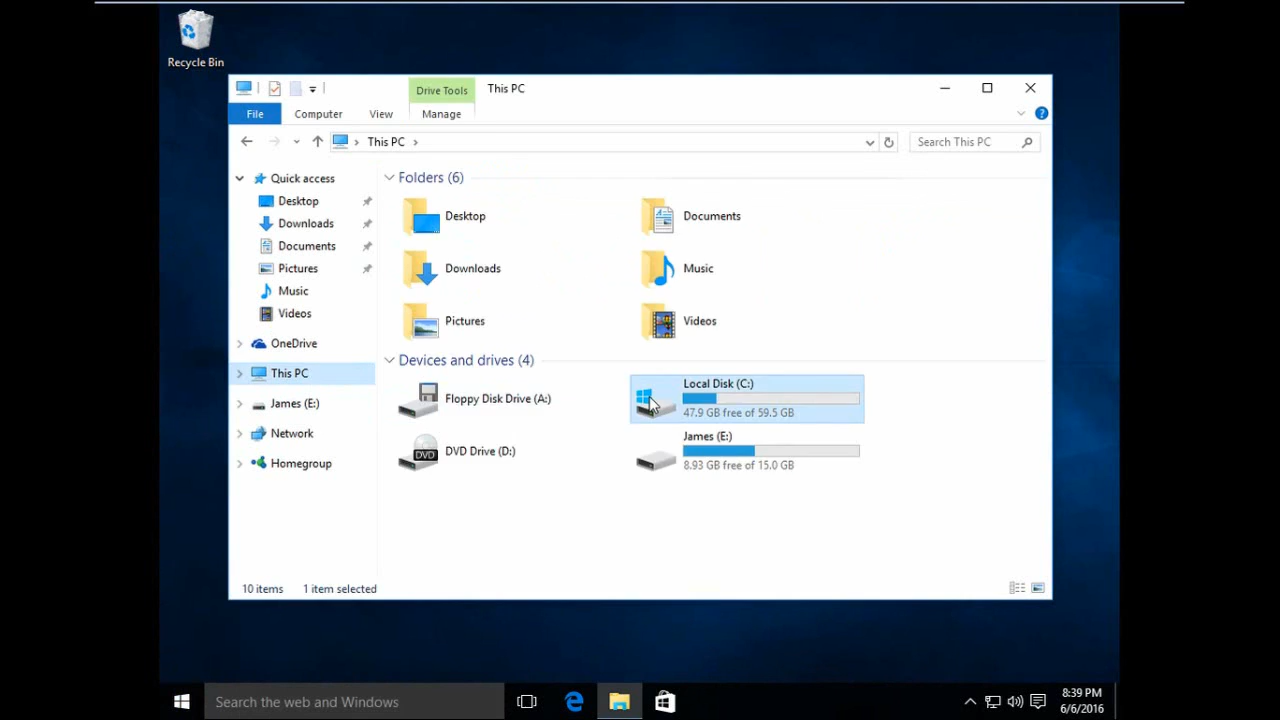 Recycle Bin
Drive Tools
This PC
File
Computer
View
Manage
This PC
Search This PC
Quick access
Desktop
Downloads
Documents
Pictures
Music
Videos
OneDrive
This PC
James (E:)
Network
Homegroup
Folders (6)
Desktop
Documents
Downloads
Music
Pictures
Videos
Devices and drives (4)
Floppy Disk Drive (A:)
Local Disk (C:)
47.9 GB free of 59.5 GB
DVD
DVD Drive (D:)
James (E:)
8.93 GB free of 15.0 GB
10 items
1 item selected
Search the web and Windows
8:39 PM
6/6/2016